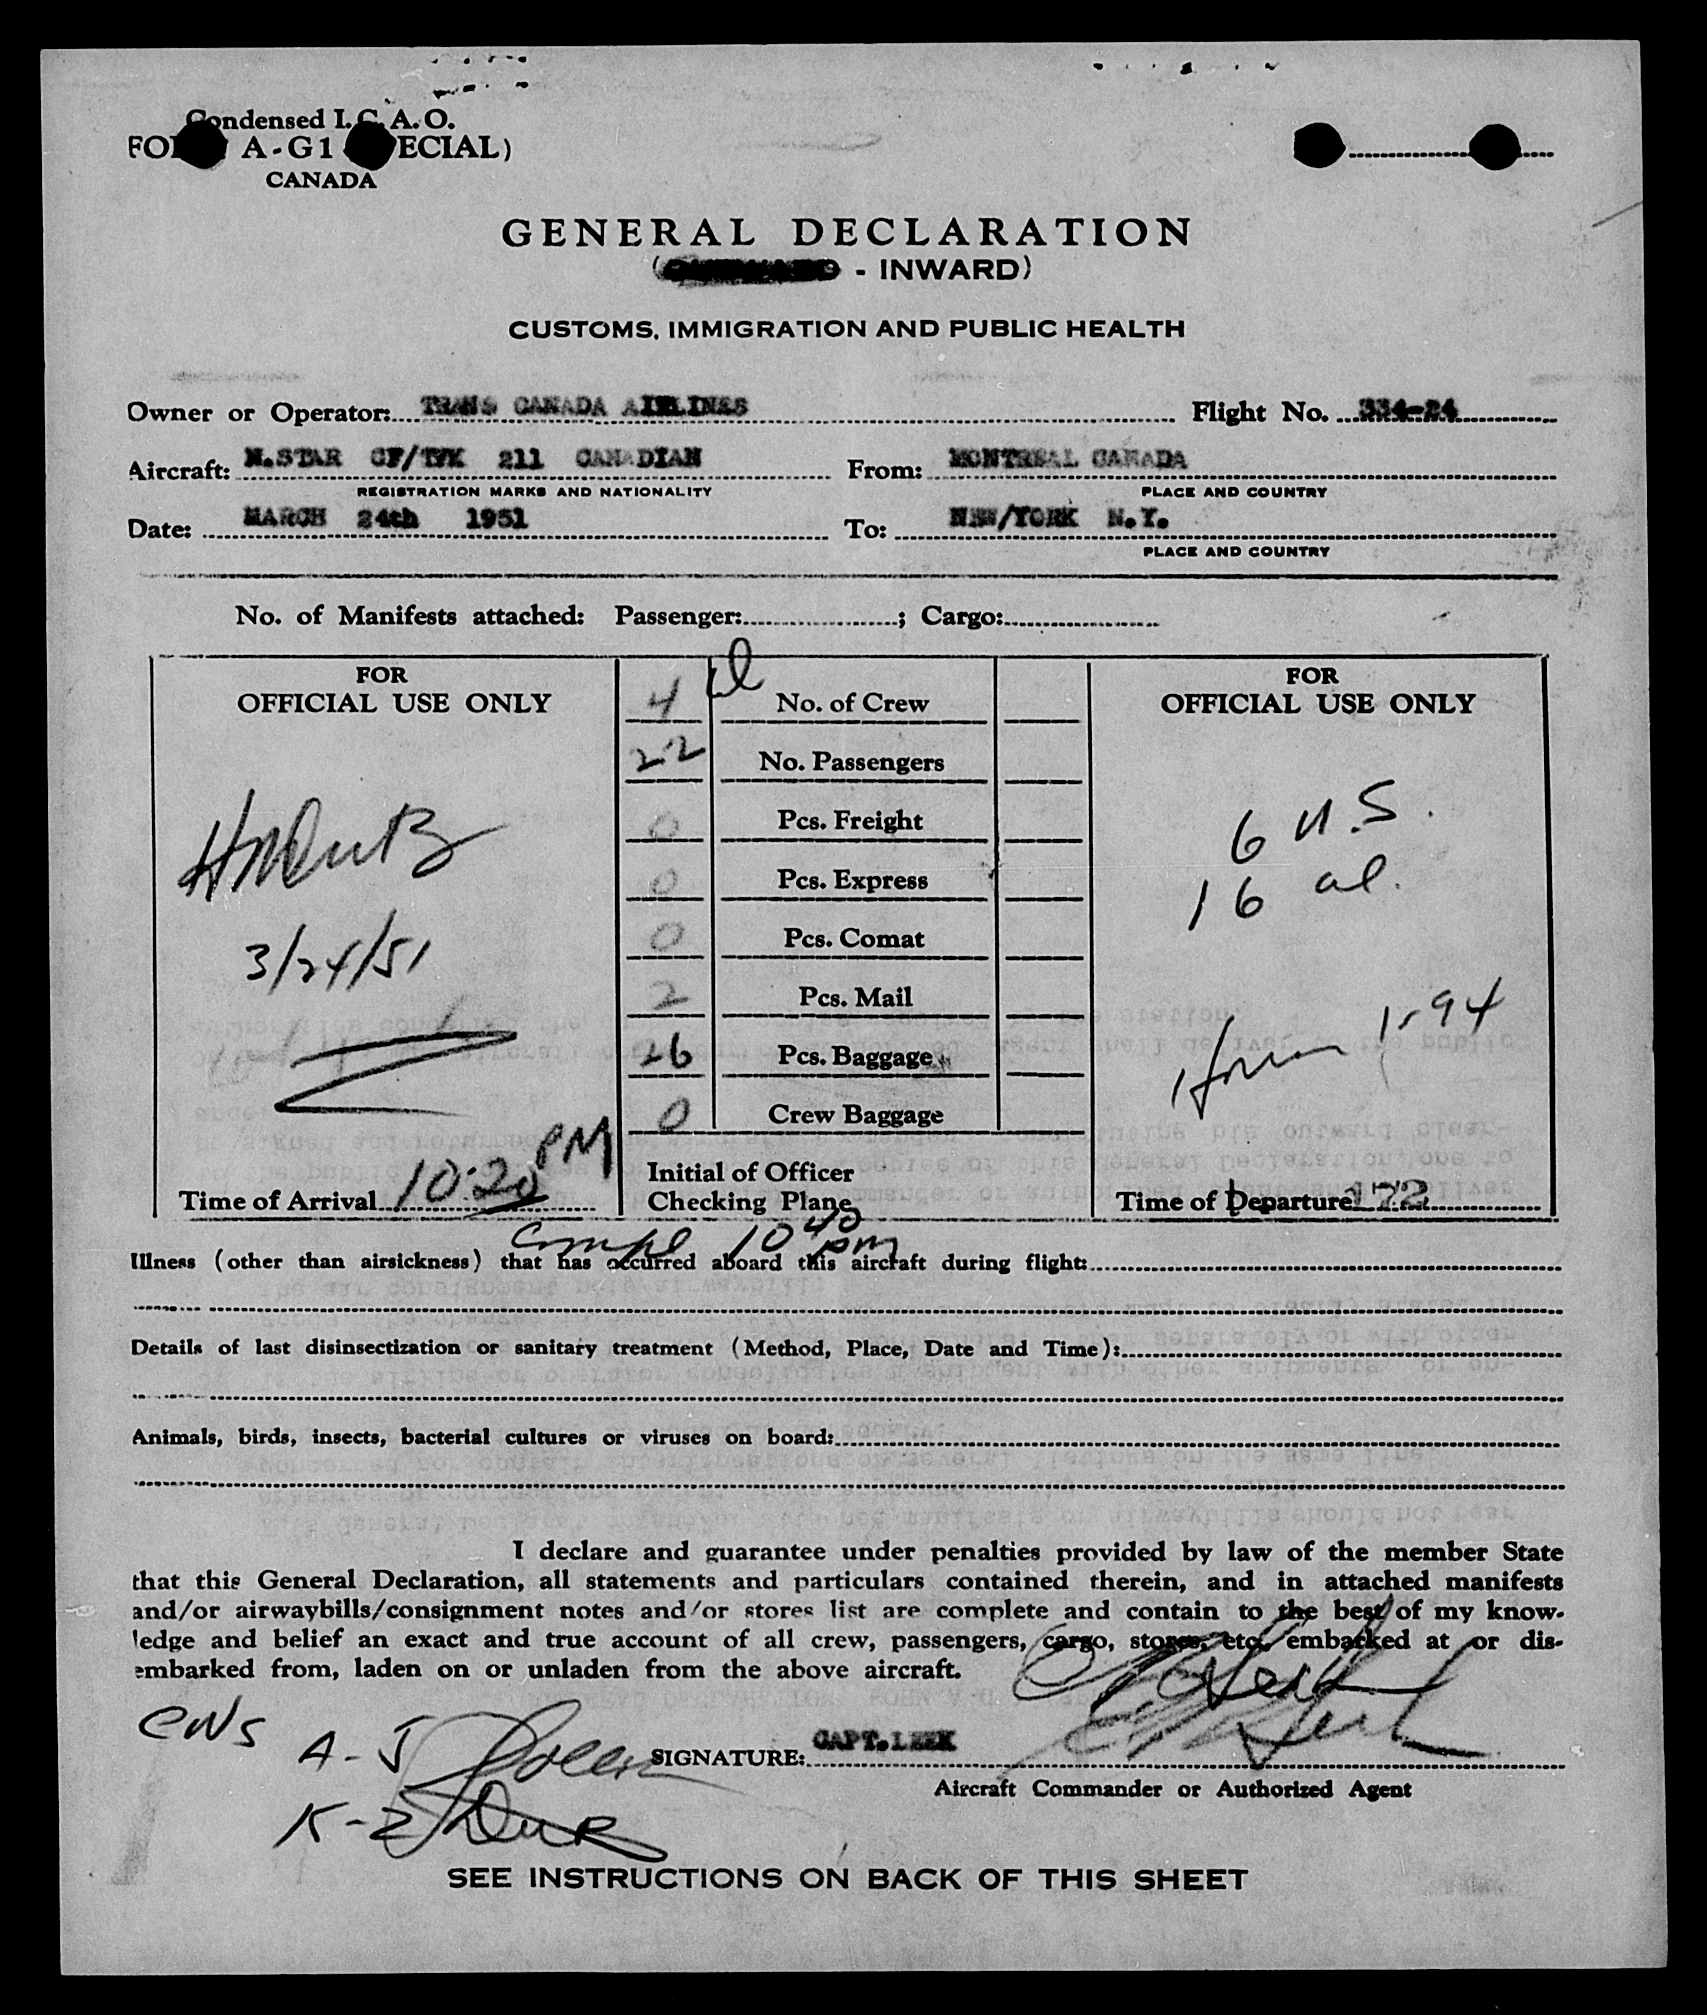 Condensed I.C.A.O.
A-G1
CANADA
GENERAL DECLARATION
- INWARD)
CUSTOMS, IMMIGRATION AND PUBLIC HEALTH
Owner or Operator: TRANS CANADA AIRLINES Flight No. 334-24
Aircraft: N.STAR CF/TFK 211 CANADIAN From: MONTREAL CANADA
REGISTRATION MARKS AND NATIONALITY PLACE AND COUNTRY
Date: MARCH 24th 1951 To: NEW/YORK N.Y.
PLACE AND COUNTRY
No. of Manifests attached: Passenger: ; Cargo:
FOR
OFFICIAL USE ONLY
3/24/51
Time of Arrival 10:20 PM
4 al No. of Crew
22 No. Passengers
0 Pcs. Freight
0 Pcs. Express
0 Pcs. Comat
2 Pcs. Mail
26 Pcs. Baggage
0 Crew Baggage
Initial of Officer
Checking Plane
FOR
OFFICIAL USE ONLY
6 U.S.
16 al.
1-94
Time of Departure 172
Compl 10 40 pm
Illness (other than airsickness) that has occurred aboard this aircraft during flight:
Details of last disinsectization or sanitary treatment (Method, Place, Date and Time):
Animals, birds, insects, bacterial cultures or viruses on board:
I declare and guarantee under penalties provided by law of the member State
that this General Declaration, all statements and particulars contained therein, and in attached manifests
and/or airwaybills/consignment notes and/or stores list are complete and contain to the best of my know-
ledge and belief an exact and true account of all crew, passengers, cargo, stores, etc. embarked at or dis-
embarked from, laden on or unladen from the above aircraft.
CNS
A-J
SIGNATURE: CAPT.LEEK
Aircraft Commander or Authorized Agent
K-Z
SEE INSTRUCTIONS ON BACK OF THIS SHEET